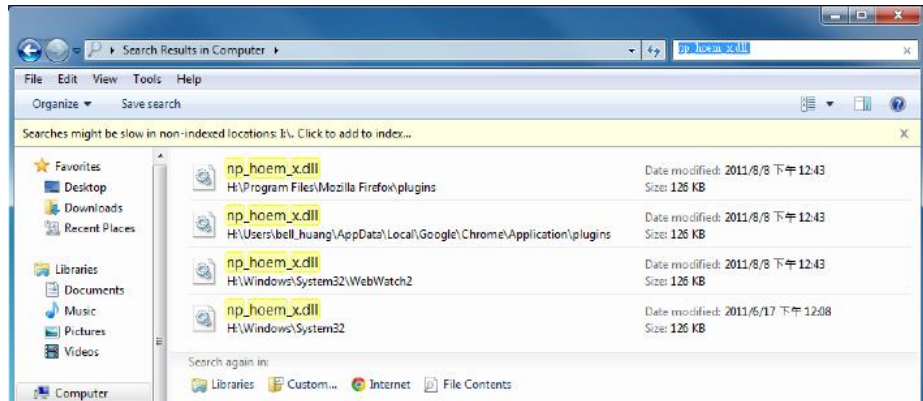 Search Results in Computer
np_hoem_x.dll
File Edit View Tools Help
Organize Save search
Searches might be slow in non-indexed locations: I:\. Click to add to index...
Favorites
Desktop
Downloads
Recent Places
Libraries
Documents
Music
Pictures
Videos
Computer
np_hoem_x.dll
H:\Program Files\Mozilla Firefox\plugins
Date modified: 2011/8/8 下午 12:43
Size: 126 KB
np_hoem_x.dll
H:\Users\bell_huang\AppData\Local\Google\Chrome\Application\plugins
Date modified: 2011/8/8 下午 12:43
Size: 126 KB
np_hoem_x.dll
H:\Windows\System32\WebWatch2
Date modified: 2011/8/8 下午 12:43
Size: 126 KB
np_hoem_x.dll
H:\Windows\System32
Date modified: 2011/6/17 下午 12:08
Size: 126 KB
Search again in:
Libraries Custom... Internet File Contents